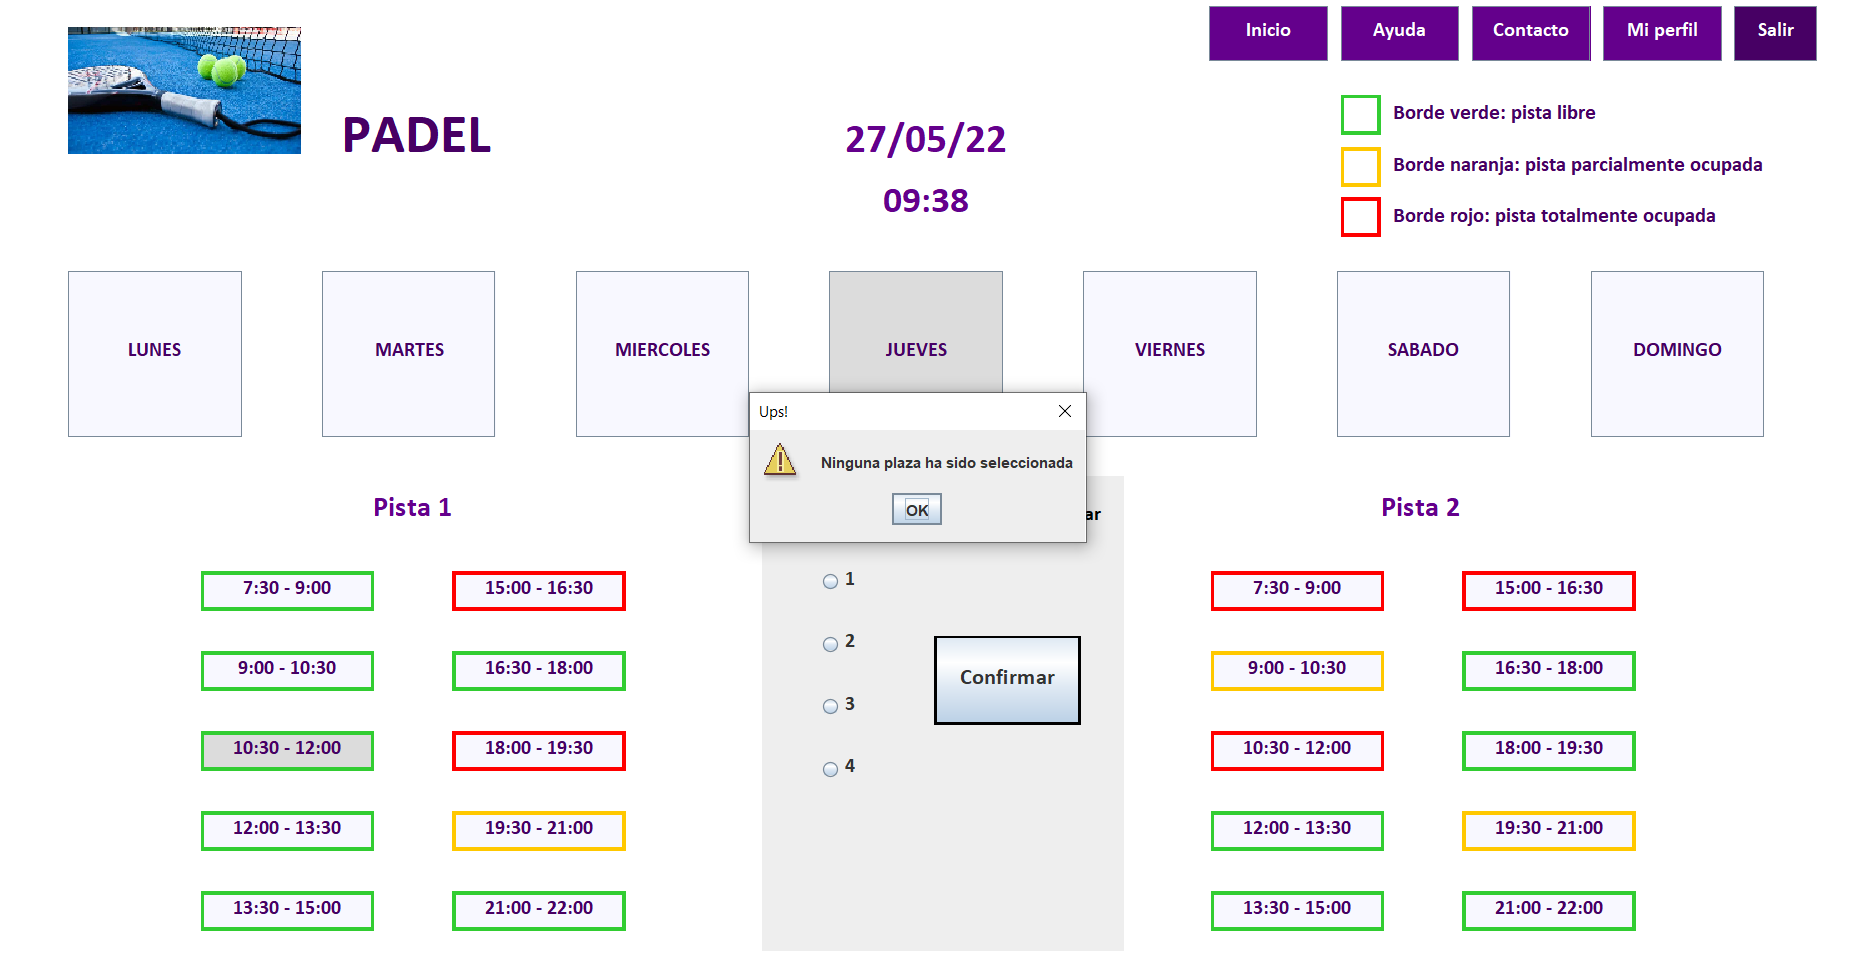 Inicio
Ayuda
Contacto
Mi perfil
Salir
PADEL
27/05/22
09:38
Borde verde: pista libre
Borde naranja: pista parcialmente ocupada
Borde rojo: pista totalmente ocupada
LUNES
MARTES
MIERCOLES
JUEVES
VIERNES
SABADO
DOMINGO
Ups!
Ninguna plaza ha sido seleccionada
OK
Pista 1
7:30 - 9:00
15:00 - 16:30
9:00 - 10:30
16:30 - 18:00
10:30 - 12:00
18:00 - 19:30
12:00 - 13:30
19:30 - 21:00
13:30 - 15:00
21:00 - 22:00
ar
1
2
3
4
Confirmar
Pista 2
7:30 - 9:00
15:00 - 16:30
9:00 - 10:30
16:30 - 18:00
10:30 - 12:00
18:00 - 19:30
12:00 - 13:30
19:30 - 21:00
13:30 - 15:00
21:00 - 22:00